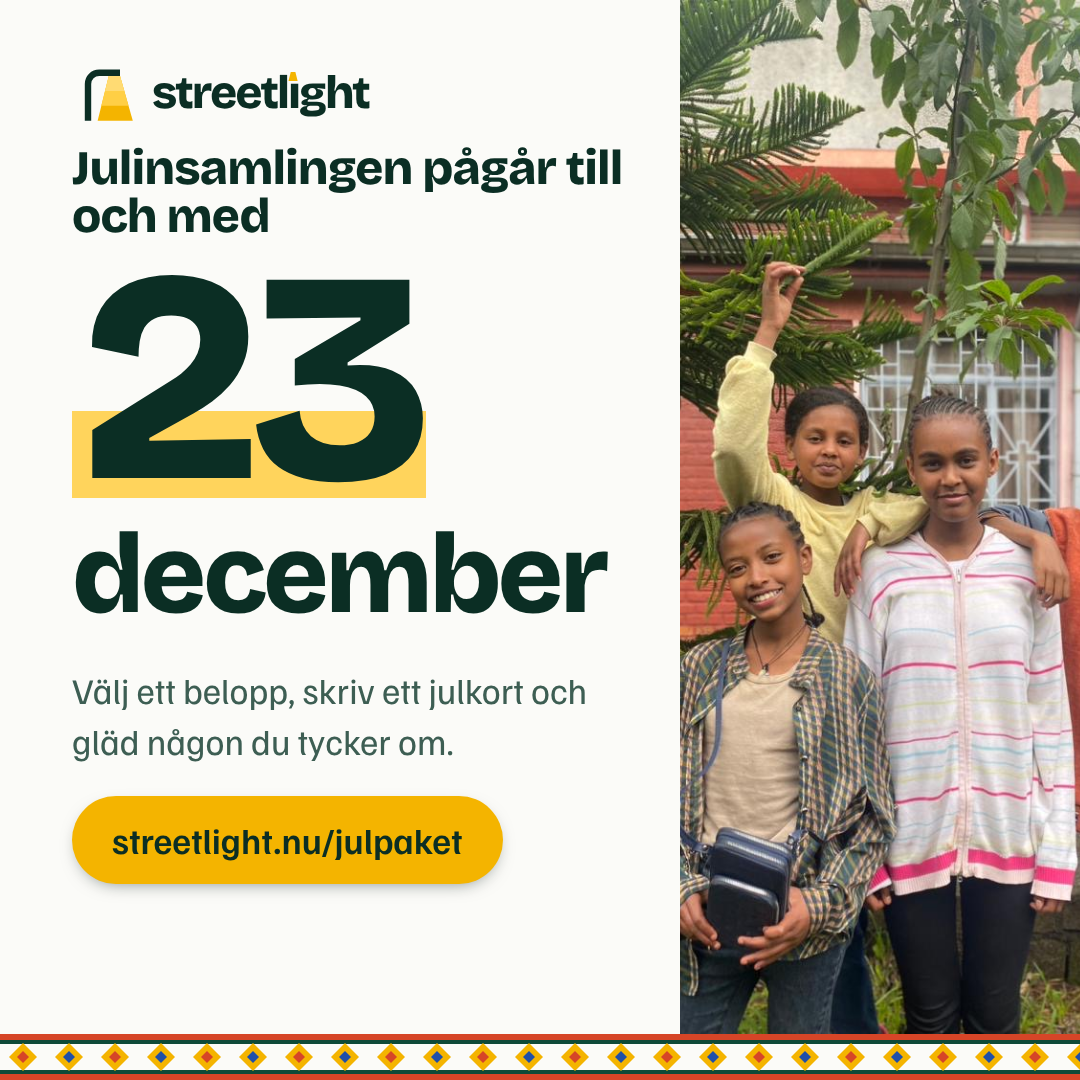 streetlight
Julinsamlingen pågår till
och med
23
december
Välj ett belopp, skriv ett julkort och
gläd någon du tycker om.
streetlight.nu/julpaket